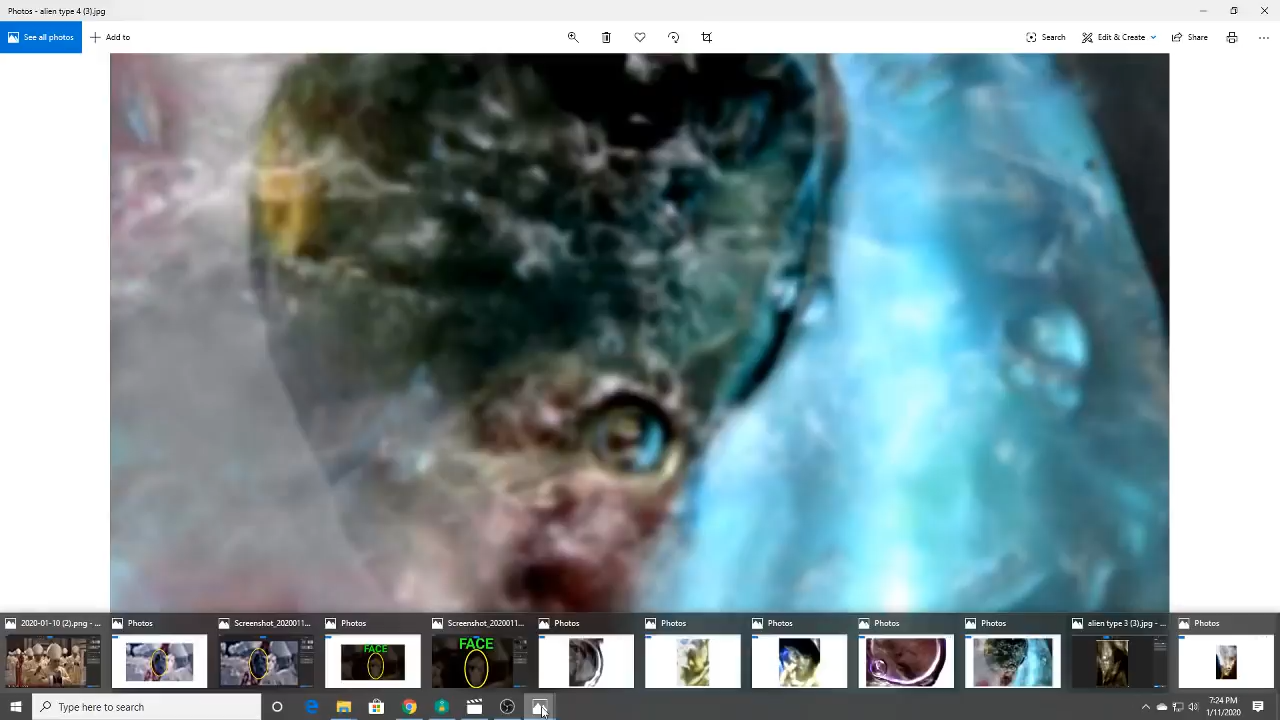 Photos - alien type 4 (3).jpg
See all photos
Add to
Search
Edit & Create
Share
2020-01-10 (2).png - ...
Photos
Screenshot_2020011...
Photos
Screenshot_2020011...
Photos
Photos
Photos
Photos
Photos
alien type 3 (3).jpg - ...
Photos
FACE
FACE
Type here to search
7:24 PM
1/11/2020